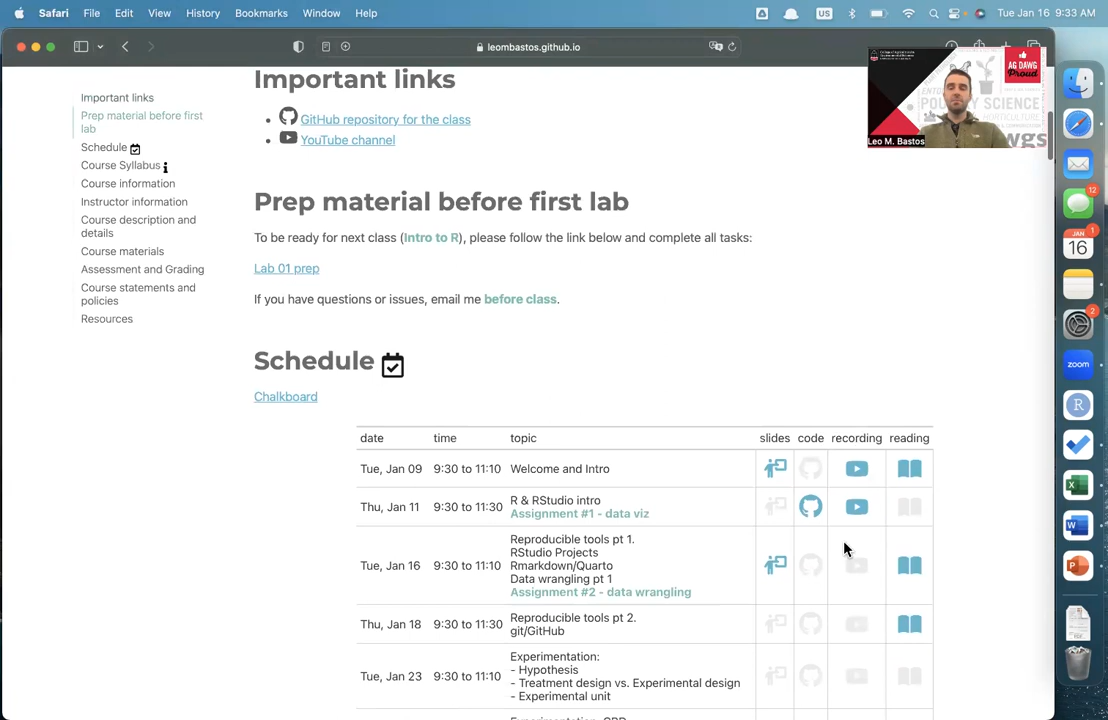 Safari File Edit View History Bookmarks Window Help
US
Tue Jan 16 9:33 AM
leombastos.github.io
AG DAWG
Proud
Leo M. Bastos
Important links
Prep material before first
lab
Schedule
Course Syllabus
Course information
Instructor information
Course description and
details
Course materials
Assessment and Grading
Course statements and
policies
Resources
Important links
GitHub repository for the class
YouTube channel
Prep material before first lab
To be ready for next class (Intro to R), please follow the link below and complete all tasks:
Lab 01 prep
If you have questions or issues, email me before class.
Schedule
Chalkboard
date time topic slides code recording reading
Tue, Jan 09 9:30 to 11:10 Welcome and Intro
Thu, Jan 11 9:30 to 11:30 R & RStudio intro
Assignment #1 - data viz
Reproducible tools pt 1.
RStudio Projects
Tue, Jan 16 9:30 to 11:10 Rmarkdown/Quarto
Data wrangling pt 1
Assignment #2 - data wrangling
Thu, Jan 18 9:30 to 11:30 Reproducible tools pt 2.
git/GitHub
Experimentation:
- Hypothesis
Tue, Jan 23 9:30 to 11:10 - Treatment design vs. Experimental design
- Experimental unit
12
JAN
16
1
2
zoom
R